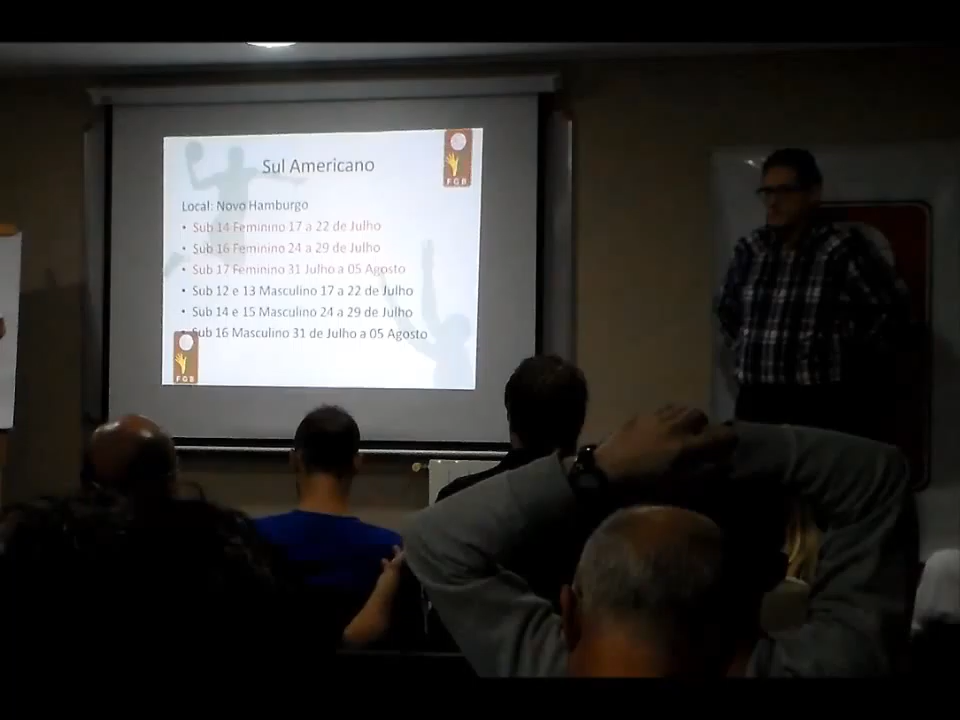 Sul Americano
FGB
Local: Novo Hamburgo
• Sub 14 Feminino 17 a 22 de Julho
• Sub 16 Feminino 24 a 29 de Julho
• Sub 17 Feminino 31 Julho a 05 Agosto
• Sub 12 e 13 Masculino 17 a 22 de Julho
• Sub 14 e 15 Masculino 24 a 29 de Julho
• Sub 16 Masculino 31 de Julho a 05 Agosto
FGB